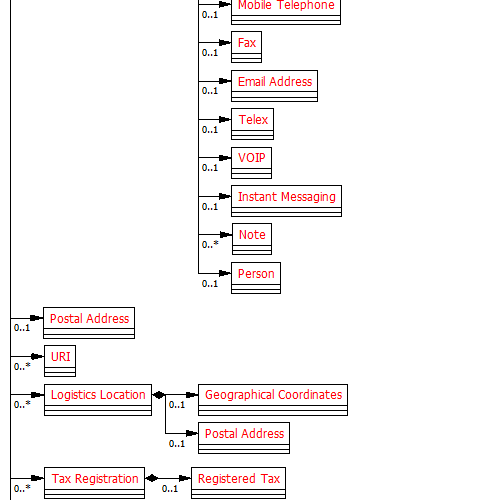 Mobile Telephone
0..1
Fax
0..1
Email Address
0..1
Telex
0..1
VOIP
0..1
Instant Messaging
0..1
Note
0..*
Person
0..1
Postal Address
0..1
URI
0..*
Logistics Location
0..*
Geographical Coordinates
0..1
Postal Address
0..1
Tax Registration
0..*
Registered Tax
0..1